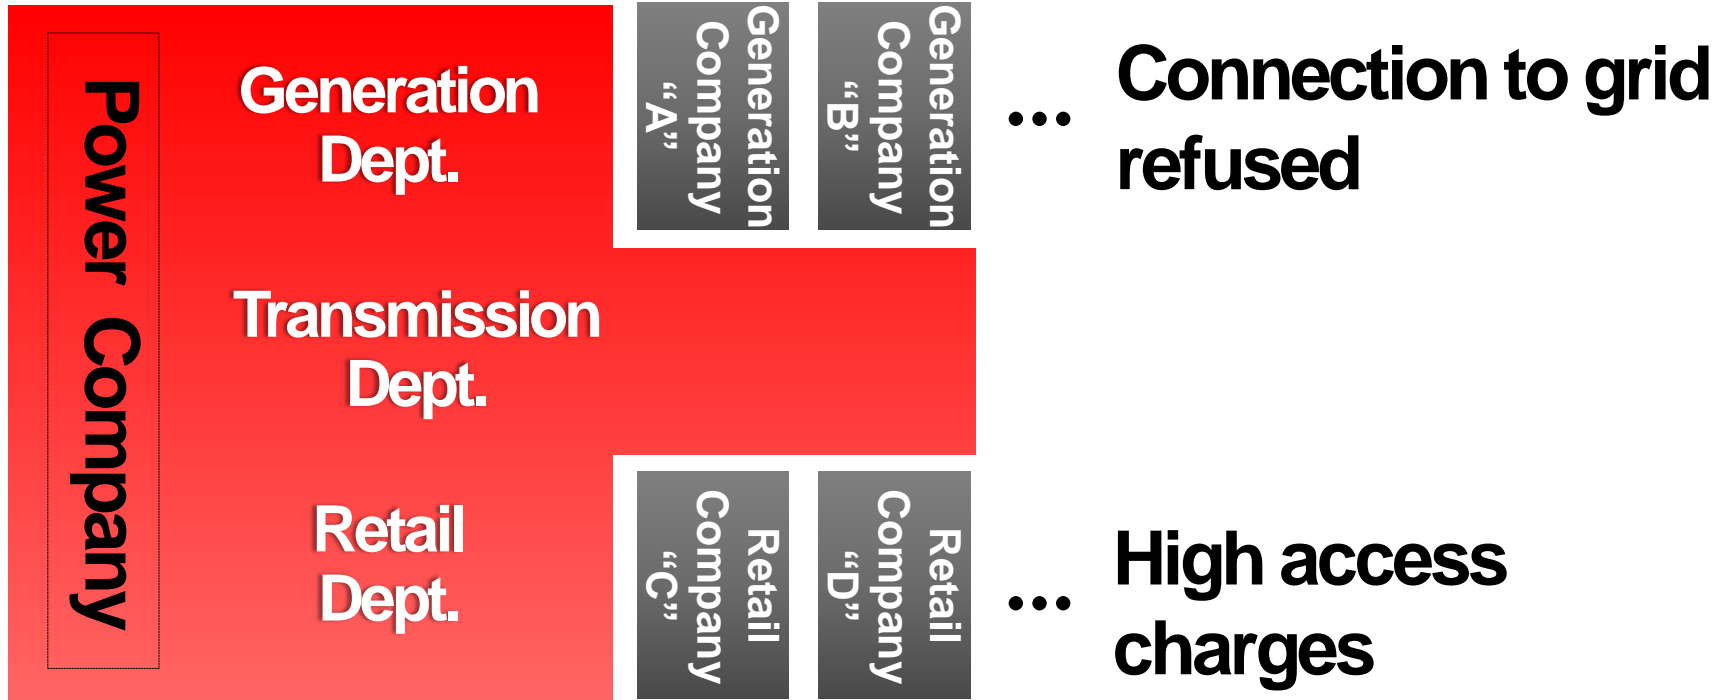 Power Company
Generation
Dept.
Generation
Company
“A”
Generation
Company
“B”
...
Connection to grid
refused
Transmission
Dept.
Retail
Dept.
Retail
Company
“C”
Retail
Company
“D”
...
High access
charges